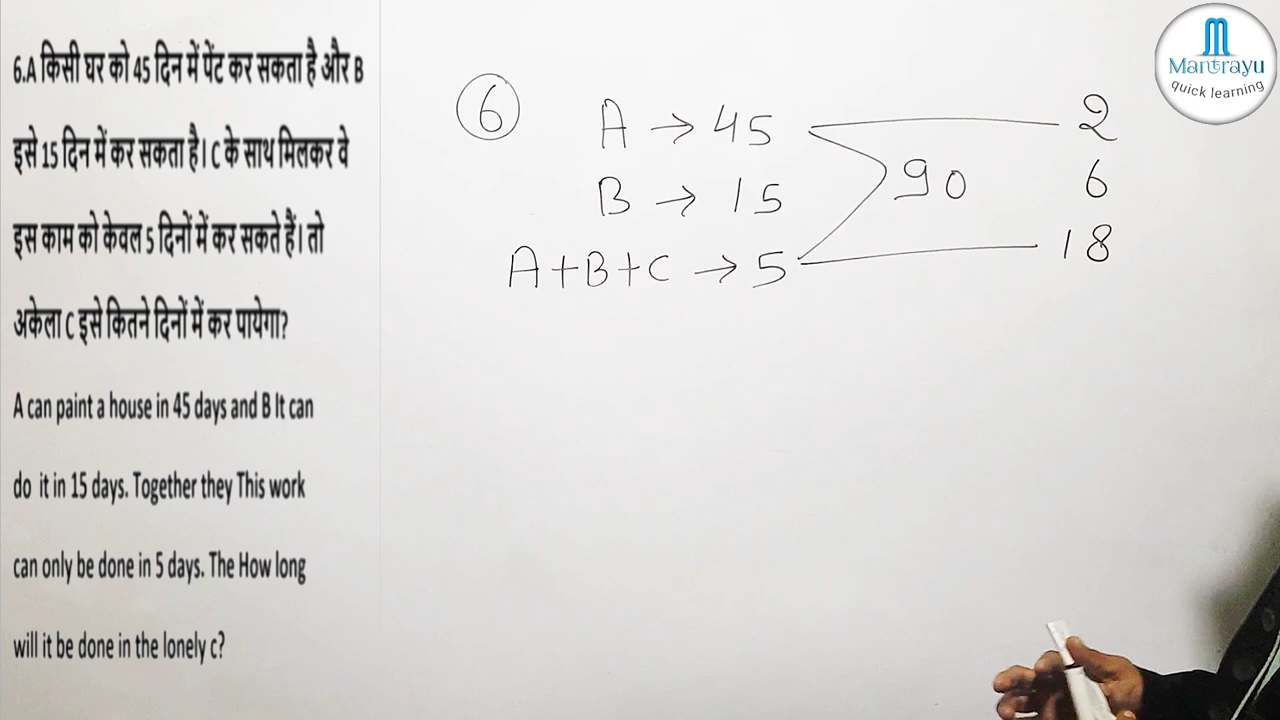 6.A किसी घर को 45 दिन में पेंट कर सकता है और B
इसे 15 दिन में कर सकता है। C के साथ मिलकर वे
इस काम को केवल 5 दिनों में कर सकते हैं। तो
अकेला C इसे कितने दिनों में कर पायेगा?
A can paint a house in 45 days and B It can
do it in 15 days. Together they This work
can only be done in 5 days. The How long
will it be done in the lonely c?
6
A → 45
B → 15
A+B+C → 5
90
2
6
18
Mantrayu
quick learning